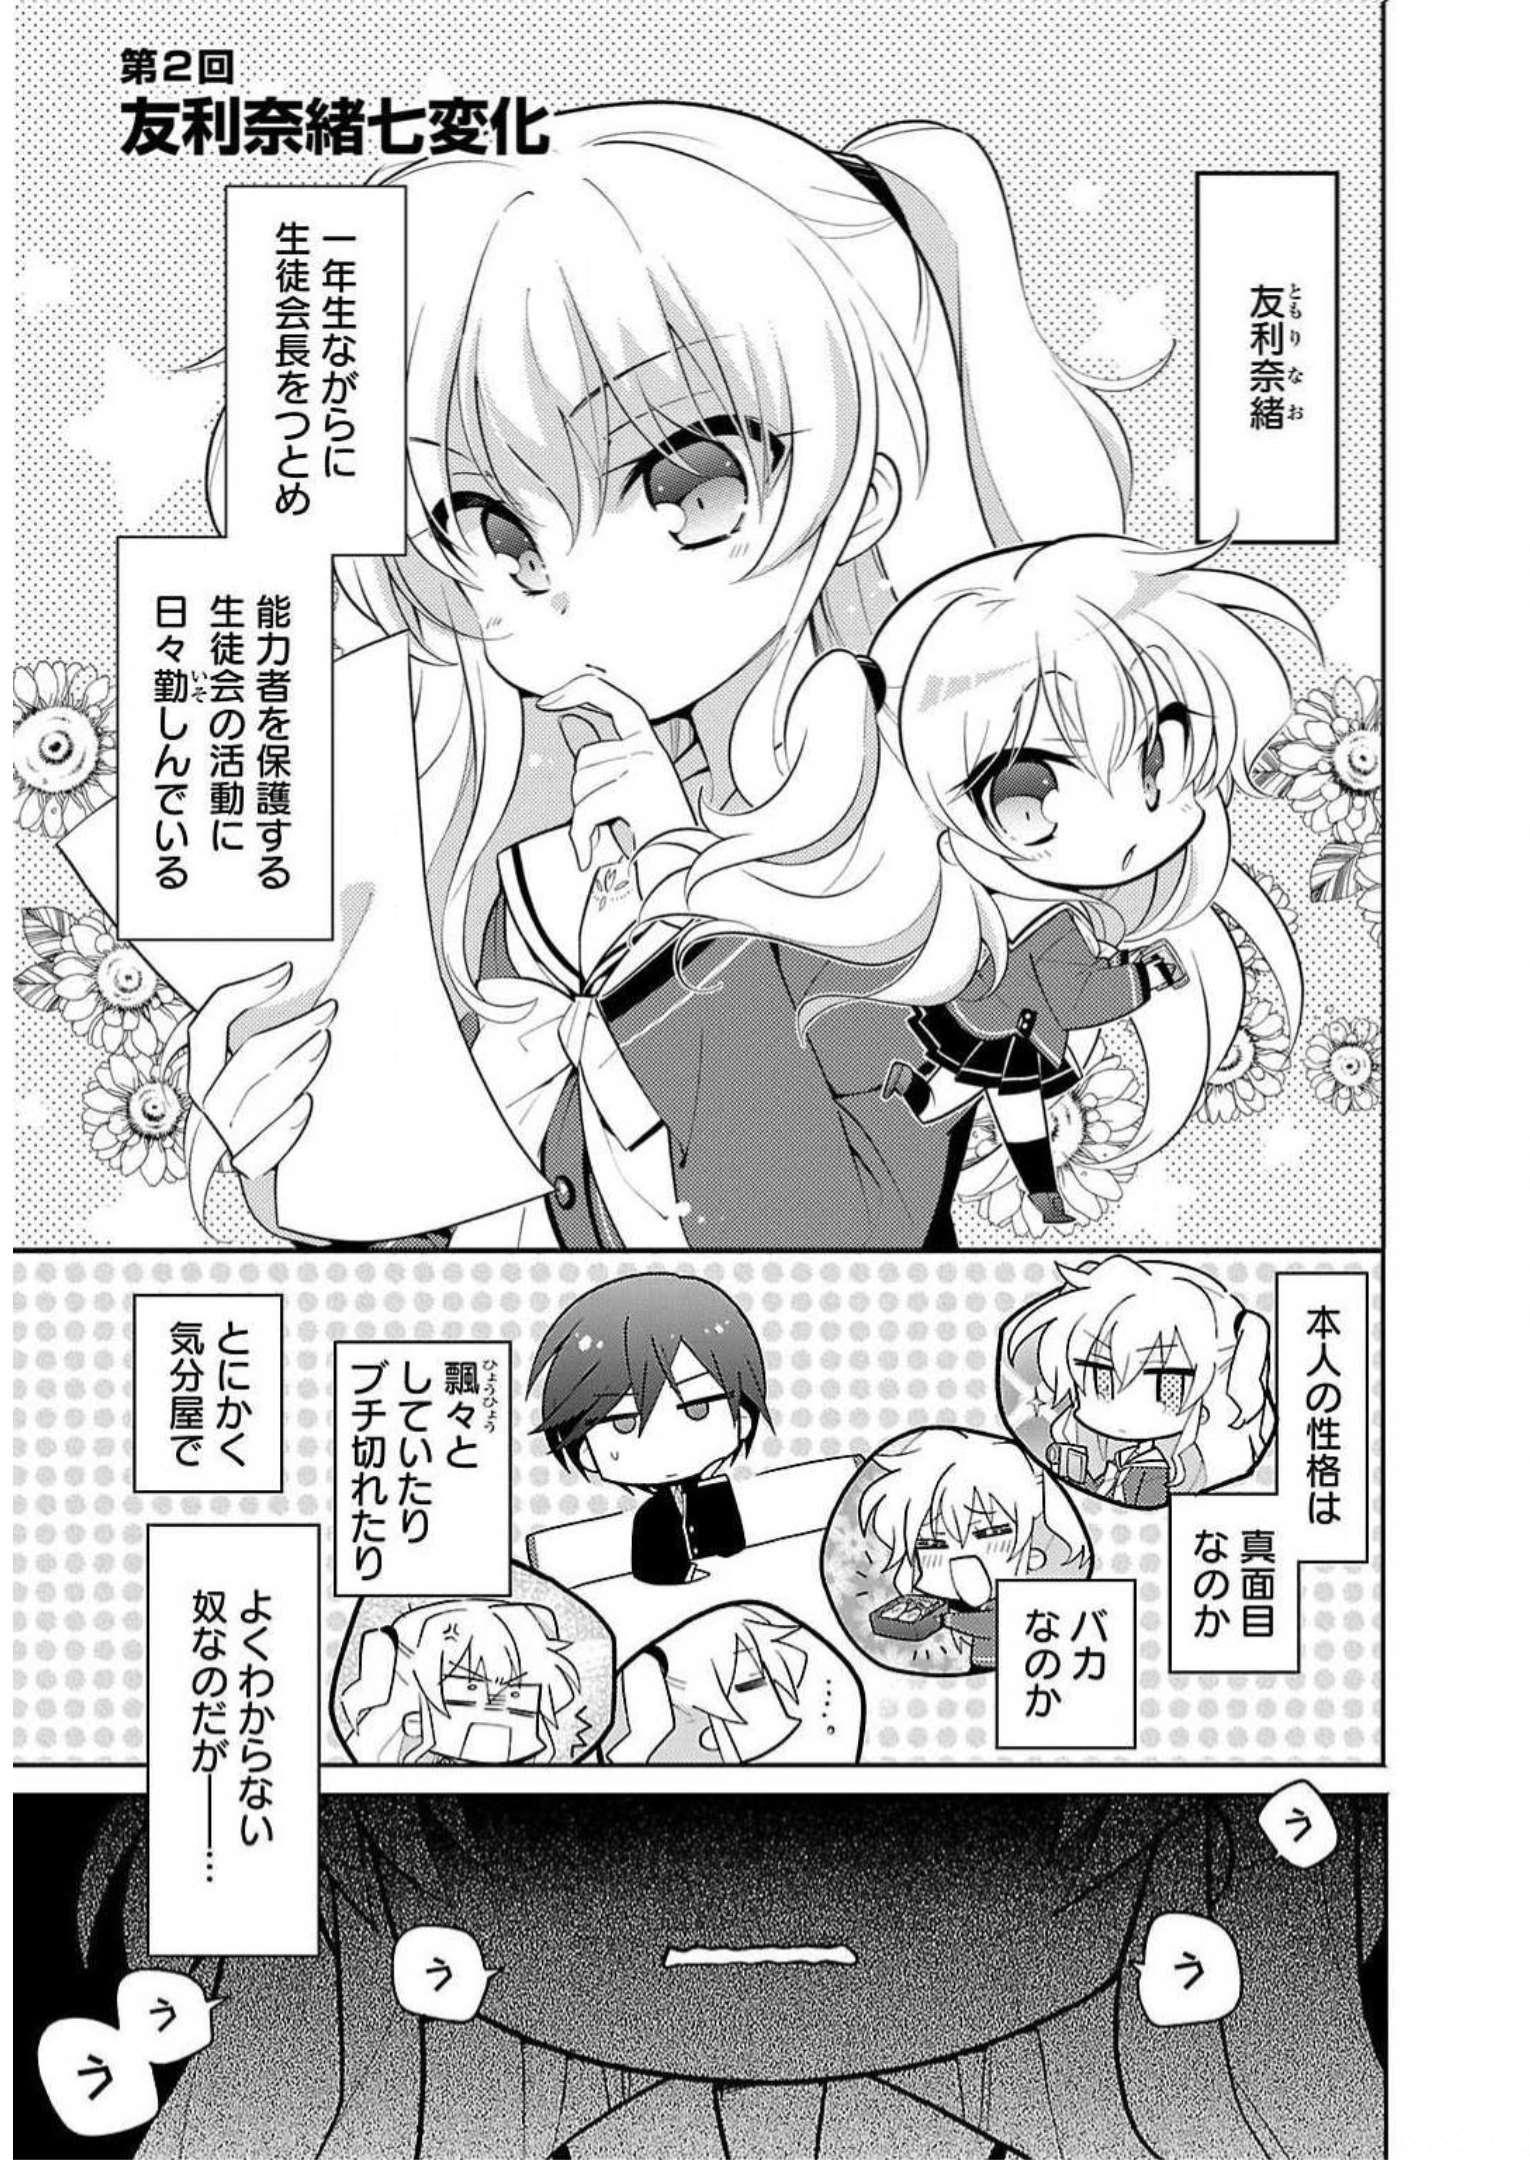 第2回
友利奈緒七変化
友利奈緒
ともりなお
一年生ながらに
生徒会長をつとめ
能力者を保護する
生徒会の活動に
日々勤しんでいる
いそ
本人の性格は
真面目
なのか
バカ
なのか
飄々と
ひょうひょう
していたり
ブチ切れたり
とにかく
気分屋で
よくわからない
奴なのだが――…
…。
う
う
う
う
う